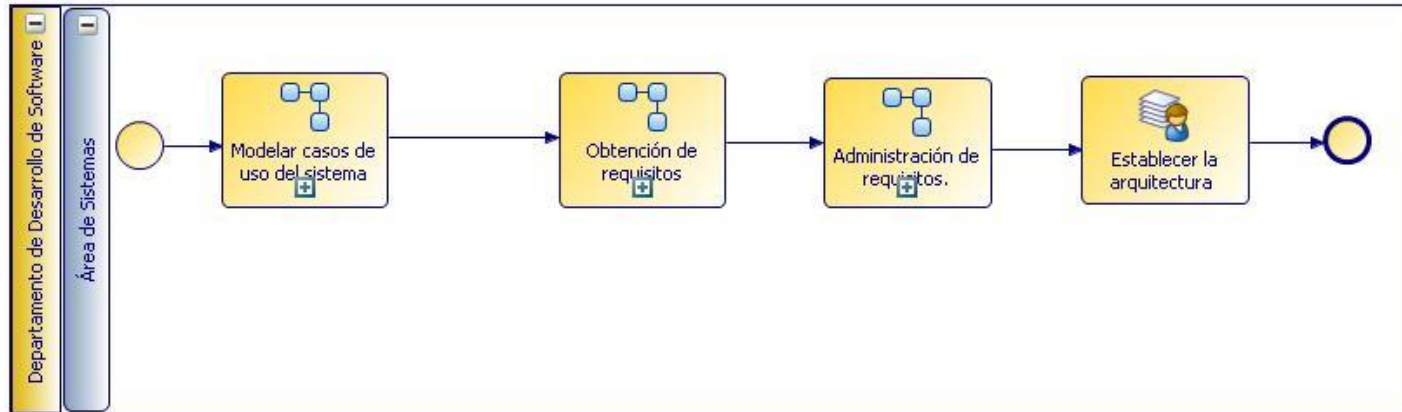 Departamento de Desarrollo de Software
Área de Sistemas
Modelar casos de
uso del sistema
Obtención de
requisitos
Administración de
requisitos.
Establecer la
arquitectura